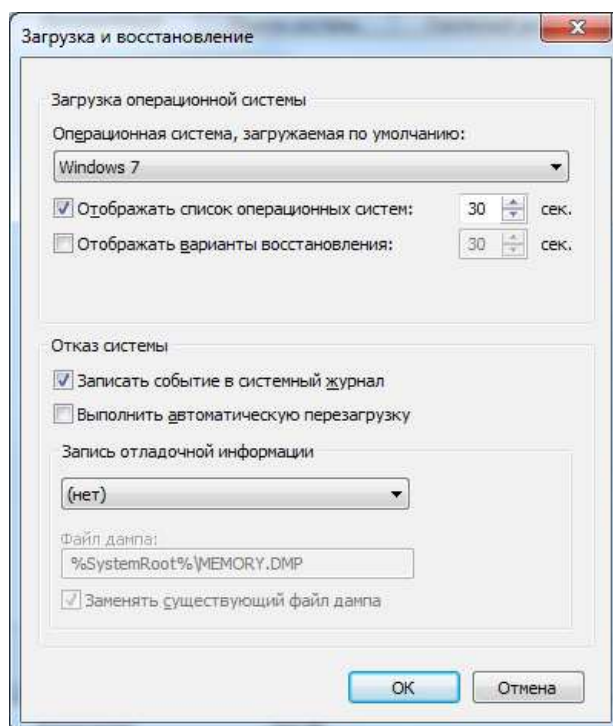 Загрузка и восстановление
Загрузка операционной системы
Операционная система, загружаемая по умолчанию:
Windows 7
Отображать список операционных систем: 30 сек.
Отображать варианты восстановления: 30 сек.
Отказ системы
Записать событие в системный журнал
Выполнить автоматическую перезагрузку
Запись отладочной информации
(нет)
Файл дампа:
%SystemRoot%\MEMORY.DMP
Заменять существующий файл дампа
ОК Отмена